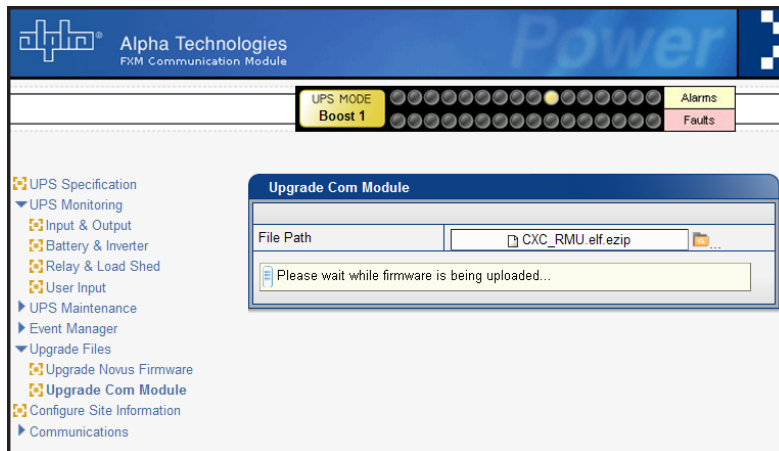 alpha®
Alpha Technologies
FXM Communication Module
Power
UPS MODE
Boost 1
Alarms
Faults
UPS Specification
UPS Monitoring
Input & Output
Battery & Inverter
Relay & Load Shed
User Input
UPS Maintenance
Event Manager
Upgrade Files
Upgrade Novus Firmware
Upgrade Com Module
Configure Site Information
Communications
Upgrade Com Module
File Path
CXC_RMU.elf.ezip
...
Please wait while firmware is being uploaded...